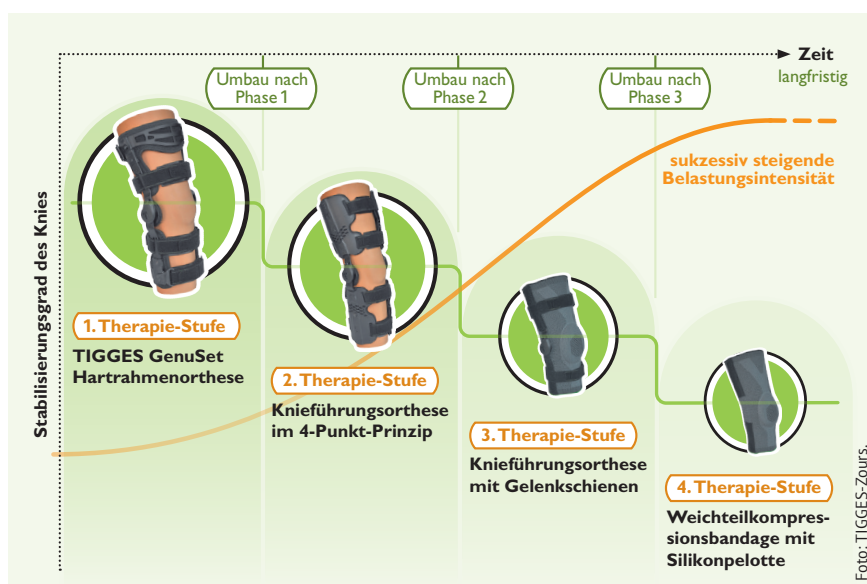 Zeit
langfristig
Umbau nach
Phase 1
Umbau nach
Phase 2
Umbau nach
Phase 3
sukzessiv steigende
Belastungsintensität
Stabilisierungsgrad des Knies
1. Therapie-Stufe
TIGGES GenuSet
Hartrahmenorthese
2. Therapie-Stufe
Knieführungsorthese
im 4-Punkt-Prinzip
3. Therapie-Stufe
Knieführungsorthese
mit Gelenkschienen
4. Therapie-Stufe
Weichteilkompres-
sionsbandage mit
Silikonpelotte
Foto: TIGGES-Zours.